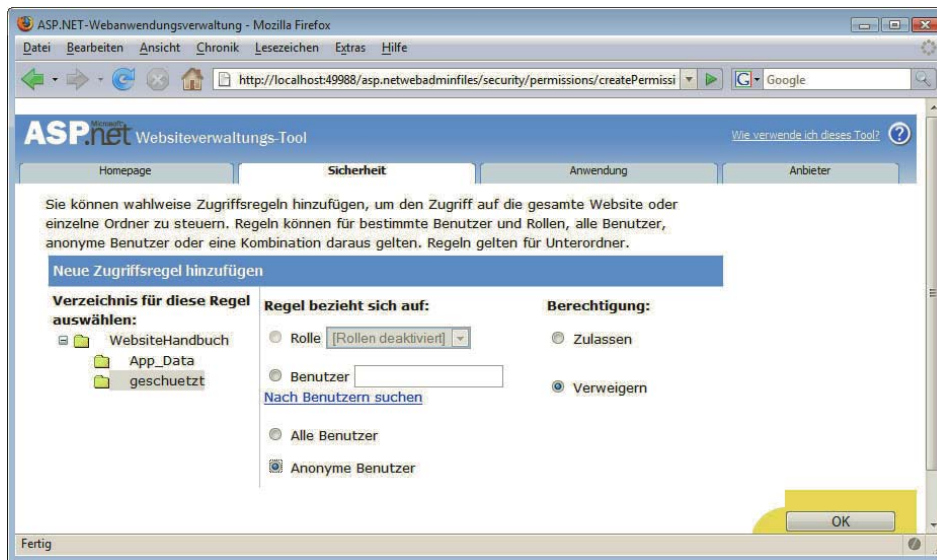 ASP.NET-Webanwendungsverwaltung - Mozilla Firefox
Datei Bearbeiten Ansicht Chronik Lesezeichen Extras Hilfe
http://localhost:49988/asp.netwebadminfiles/security/permissions/createPermissi
G Google
Microsoft
ASP.net Websiteverwaltungs-Tool
Wie verwende ich dieses Tool? ?
Homepage Sicherheit Anwendung Anbieter
Sie können wahlweise Zugriffsregeln hinzufügen, um den Zugriff auf die gesamte Website oder
einzelne Ordner zu steuern. Regeln können für bestimmte Benutzer und Rollen, alle Benutzer,
anonyme Benutzer oder eine Kombination daraus gelten. Regeln gelten für Unterordner.
Neue Zugriffsregel hinzufügen
Verzeichnis für diese Regel
auswählen:
WebsiteHandbuch
App_Data
geschuetzt
Regel bezieht sich auf:
Rolle [Rollen deaktiviert]
Benutzer
Nach Benutzern suchen
Alle Benutzer
Anonyme Benutzer
Berechtigung:
Zulassen
Verweigern
OK
Fertig